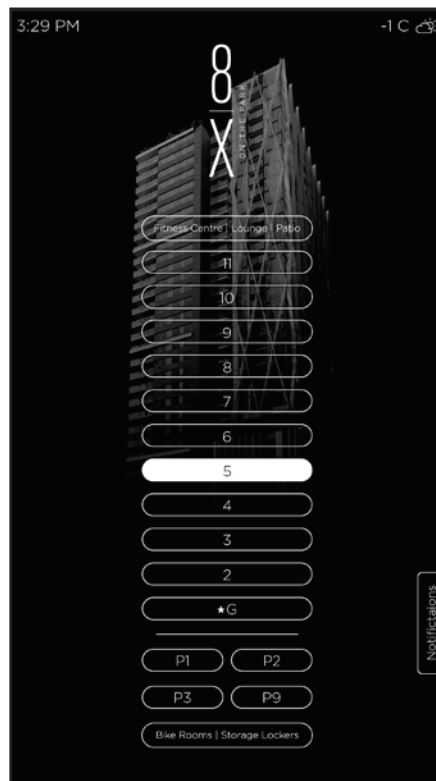 3:29 PM
-1 C
8
X
ON THE PARK
Fitness Centre | Lounge | Patio
11
10
9
8
7
6
5
4
3
2
★G
Notifictaions
P1 P2
P3 P9
Bike Rooms | Storage Lockers